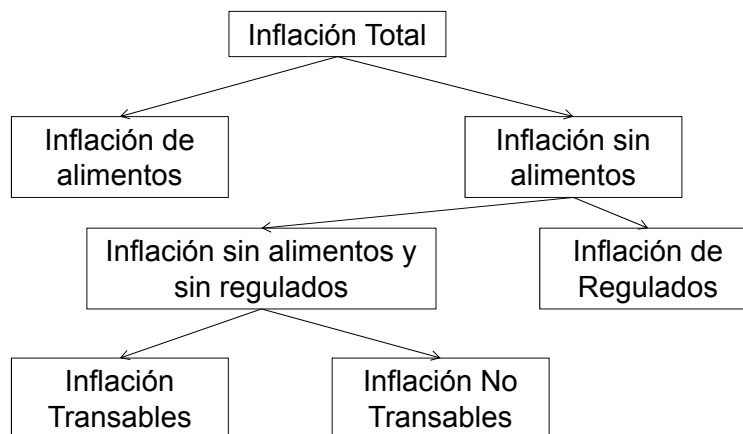 Inflación Total
Inflación de
alimentos
Inflación sin
alimentos
Inflación sin alimentos y
sin regulados
Inflación de
Regulados
Inflación
Transables
Inflación No
Transables